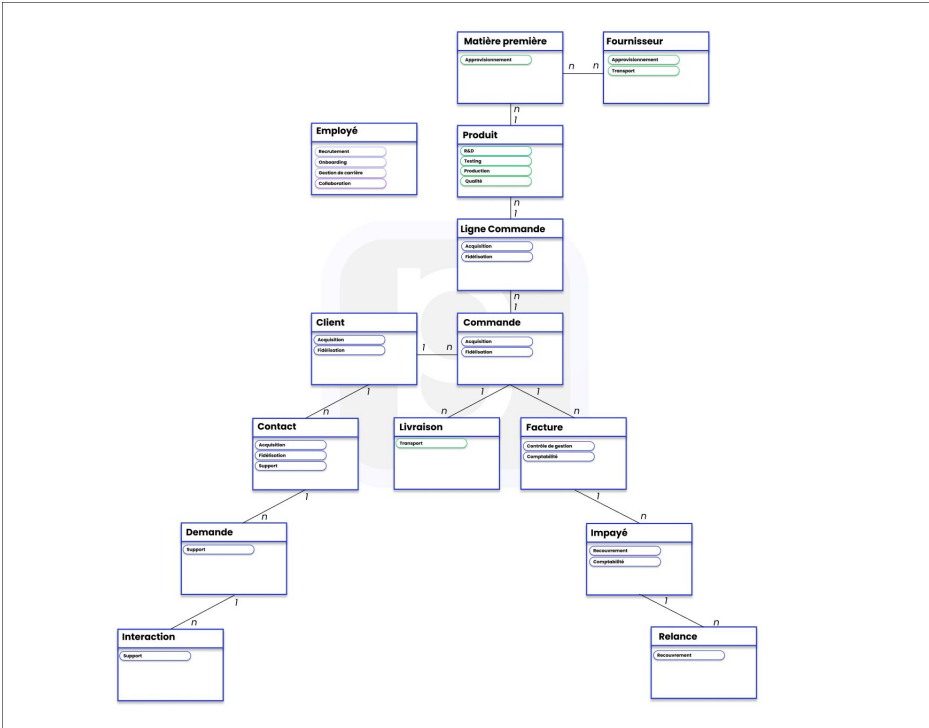 Matière première
Approvisionnement
Fournisseur
Approvisionnement
Transport
n n
n
1
Employé
Recrutement
Onboarding
Gestion de carrière
Collaboration
Produit
R&D
Testing
Production
Qualité
n
1
Ligne Commande
Acquisition
Fidélisation
n
1
Client
Acquisition
Fidélisation
1 n
Commande
Acquisition
Fidélisation
1
n
1
n
1
n
Contact
Acquisition
Fidélisation
Support
Livraison
Transport
Facture
Contrôle de gestion
Comptabilité
1
n
1
n
Demande
Support
Impayé
Recouvrement
Comptabilité
1
n
1
n
Interaction
Support
Relance
Recouvrement